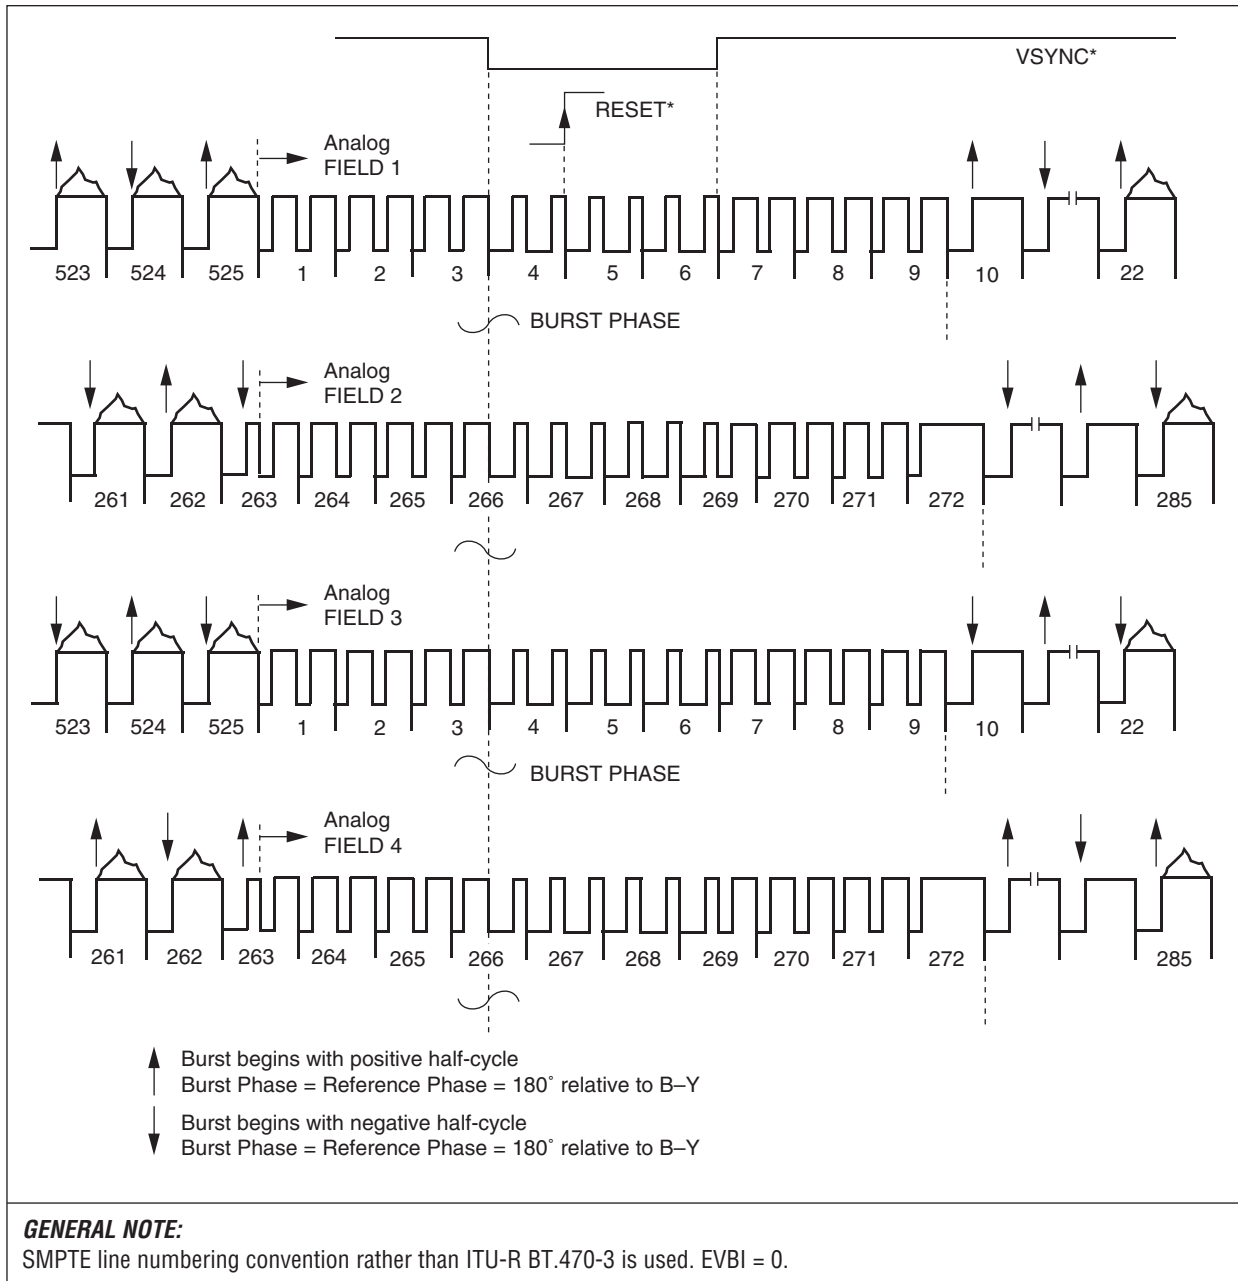 VSYNC*
RESET*
Analog
FIELD 1
523 524 525 1 2 3 4 5 6 7 8 9 10 22
BURST PHASE
Analog
FIELD 2
261 262 263 264 265 266 267 268 269 270 271 272 285
Analog
FIELD 3
523 524 525 1 2 3 4 5 6 7 8 9 10 22
BURST PHASE
Analog
FIELD 4
261 262 263 264 265 266 267 268 269 270 271 272 285
Burst begins with positive half-cycle
Burst Phase = Reference Phase = 180˚ relative to B–Y
Burst begins with negative half-cycle
Burst Phase = Reference Phase = 180˚ relative to B–Y
GENERAL NOTE:
SMPTE line numbering convention rather than ITU-R BT.470-3 is used. EVBI = 0.